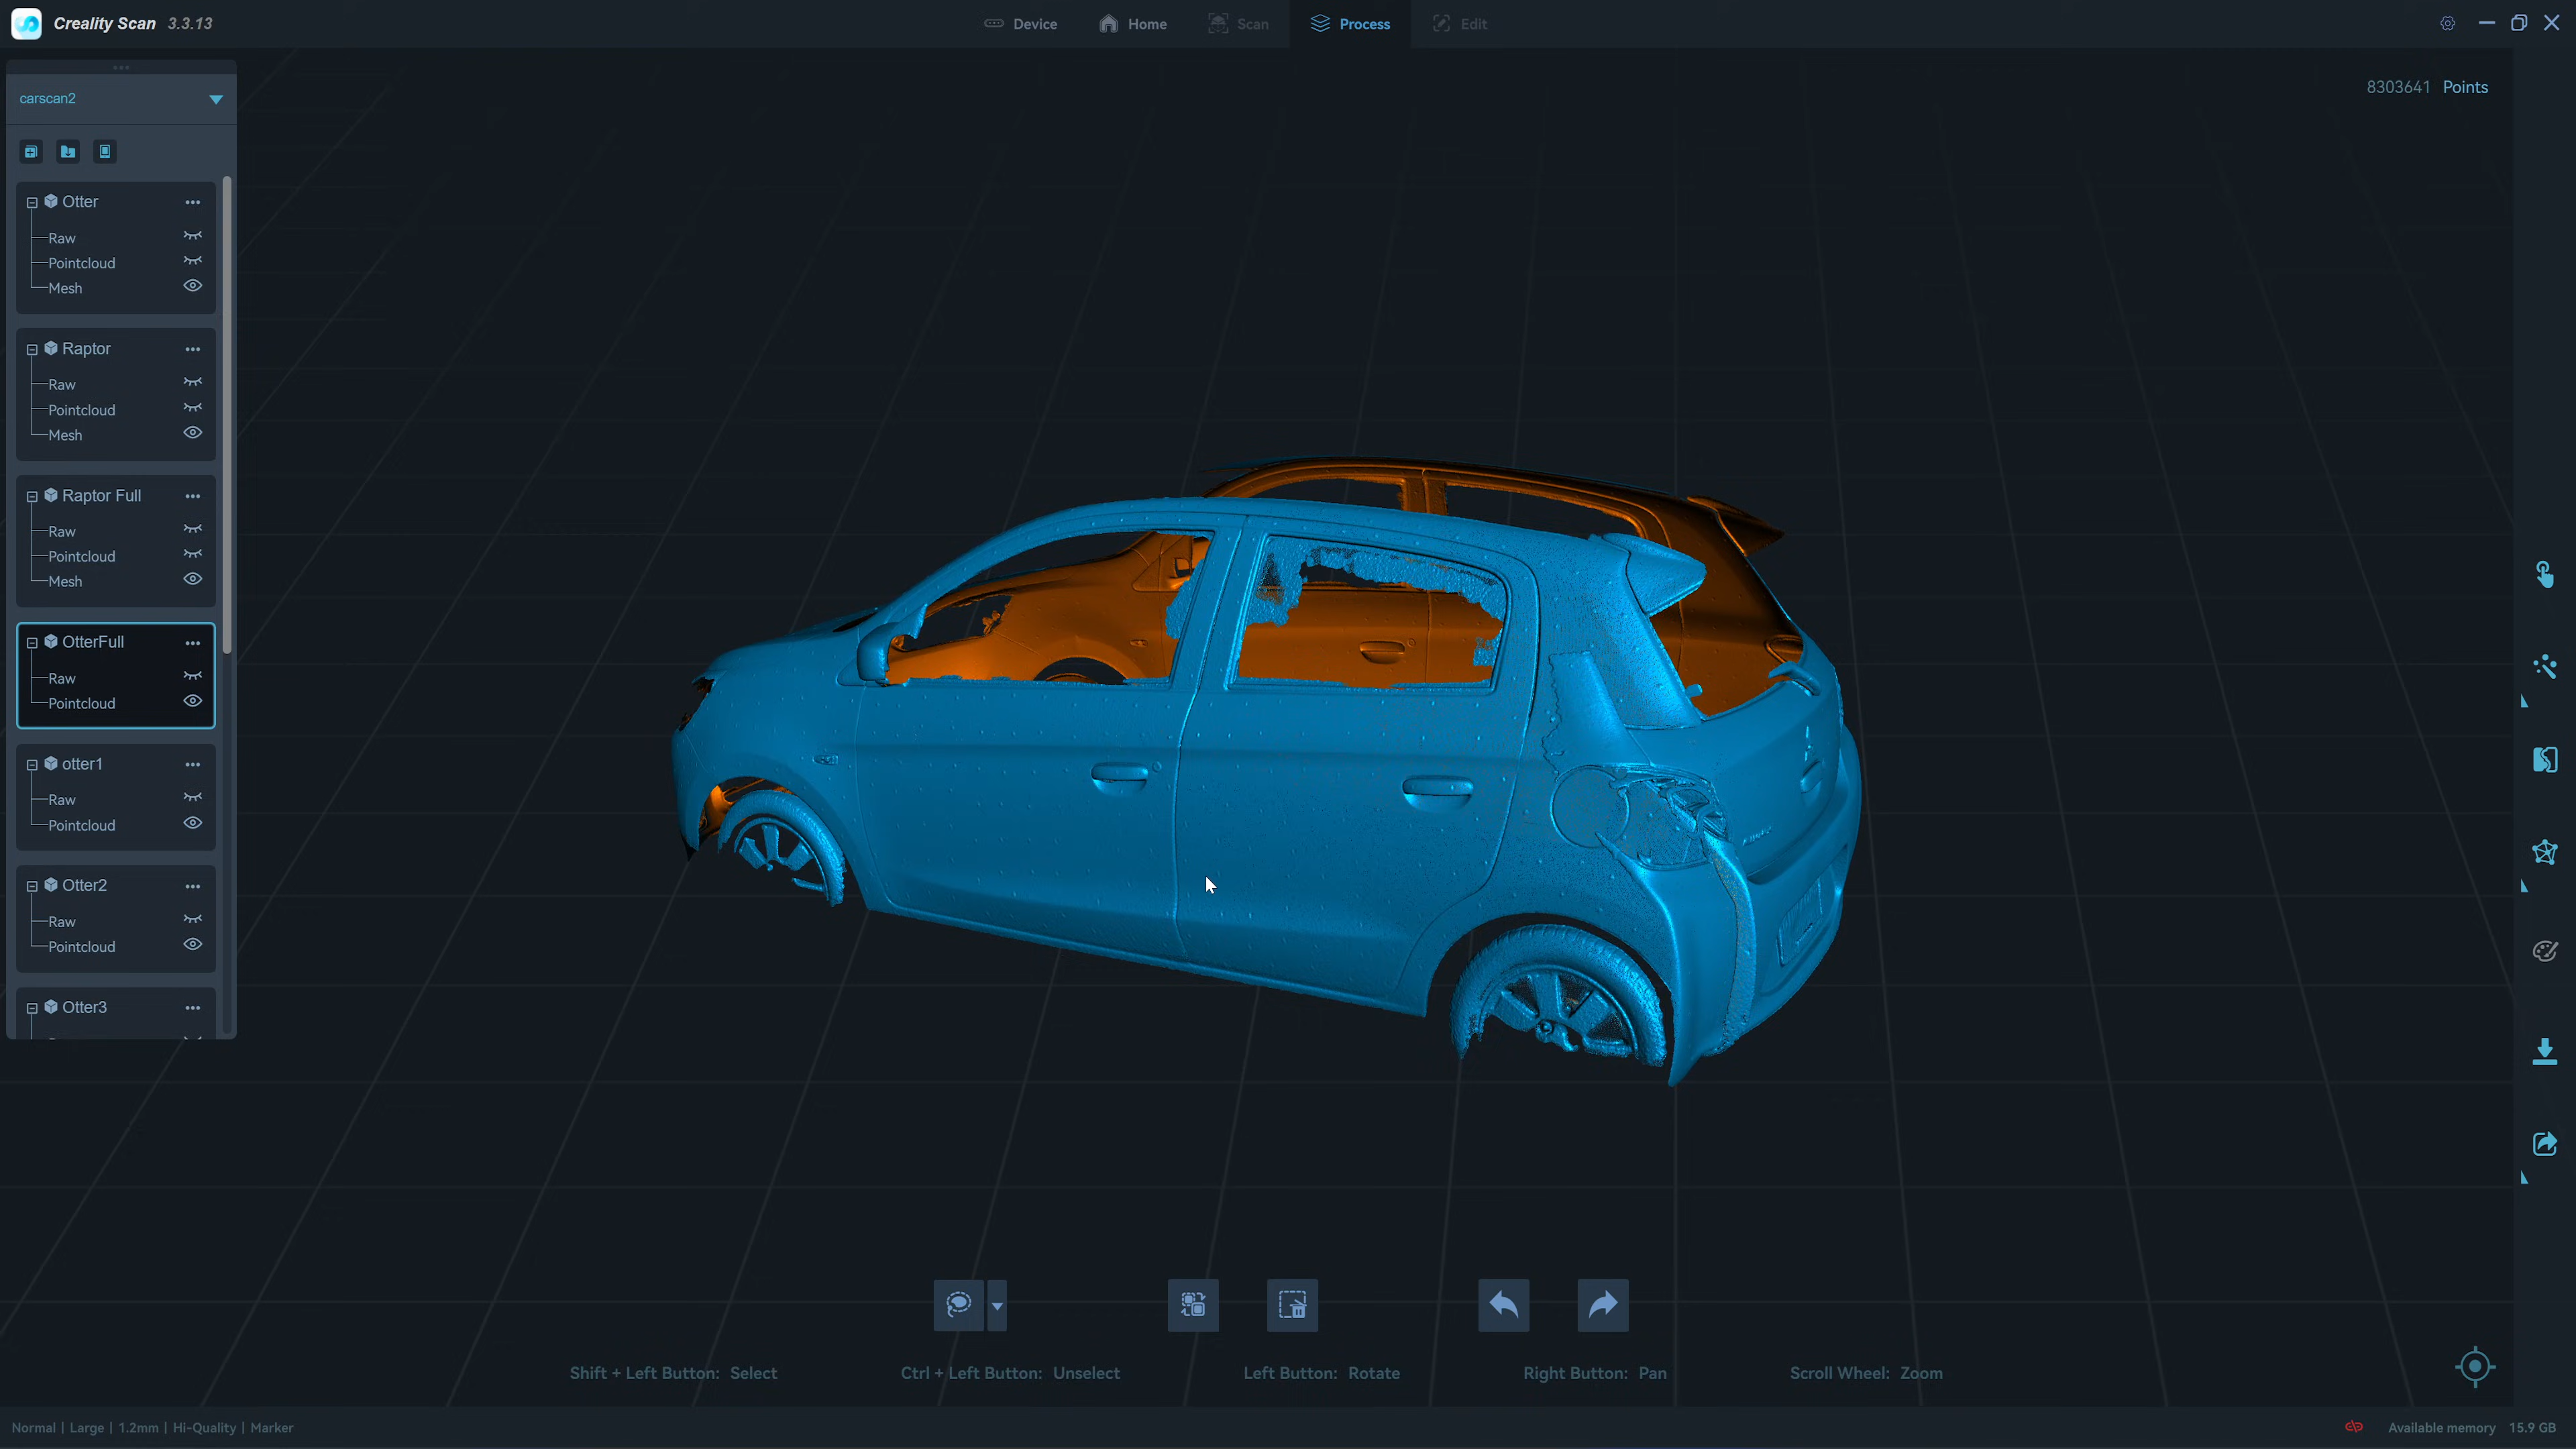 Creality Scan 3.3.13
Device
Home
Scan
Process
Edit
carscan2
8303641 Points
Otter
Raw
Pointcloud
Mesh
Raptor
Raw
Pointcloud
Mesh
Raptor Full
Raw
Pointcloud
Mesh
OtterFull
Raw
Pointcloud
otter1
Raw
Pointcloud
Otter2
Raw
Pointcloud
Otter3
Shift + Left Button: Select
Ctrl + Left Button: Unselect
Left Button: Rotate
Right Button: Pan
Scroll Wheel: Zoom
Normal | Large | 1.2mm | Hi-Quality | Marker
Available memory 15.9 GB